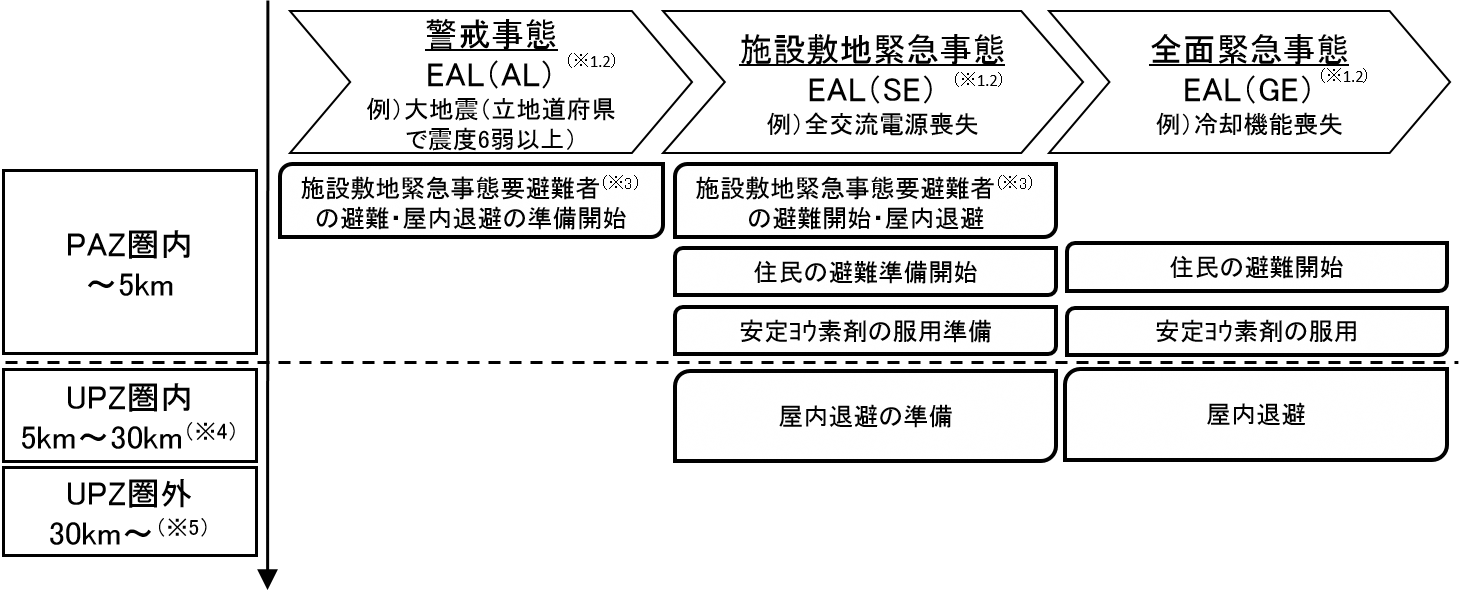 警戒事態
EAL(AL)(※1.2)
例)大地震(立地道府県
で震度6弱以上)
施設敷地緊急事態
EAL(SE)(※1.2)
例)全交流電源喪失
全面緊急事態
EAL(GE)(※1.2)
例)冷却機能喪失
PAZ圏内
～5km
施設敷地緊急事態要避難者(※3)
の避難・屋内退避の準備開始
施設敷地緊急事態要避難者(※3)
の避難開始・屋内退避
住民の避難準備開始
住民の避難開始
安定ﾖｳ素剤の服用準備
安定ﾖｳ素剤の服用
UPZ圏内
5km～30km(※4)
屋内退避の準備
屋内退避
UPZ圏外
30km～(※5)